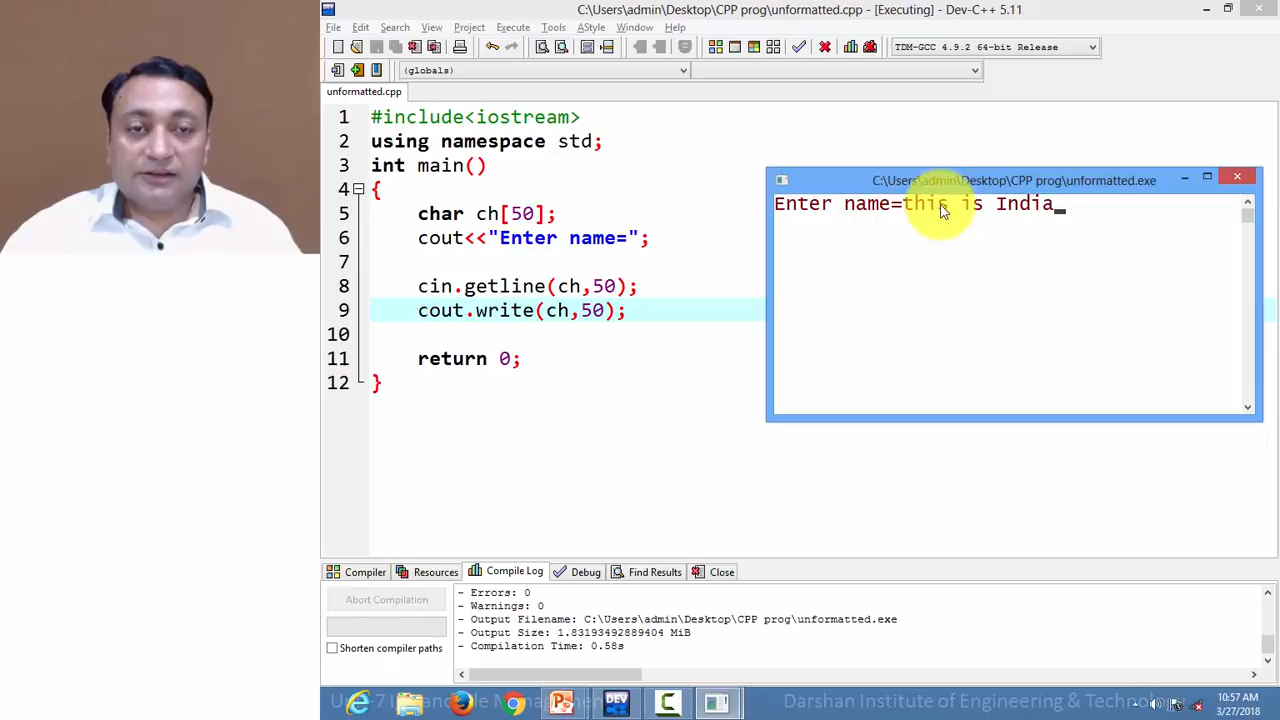 C:\Users\admin\Desktop\CPP prog\unformatted.cpp - [Executing] - Dev-C++ 5.11
File Edit Search View Project Execute Tools AStyle Window Help
TDM-GCC 4.9.2 64-bit Release
(globals)
unformatted.cpp
1 #include<iostream>
2 using namespace std;
3 int main()
4 {
5 char ch[50];
6 cout<<"Enter name=";
7
8 cin.getline(ch,50);
9 cout.write(ch,50);
10
11 return 0;
12 }
C:\Users\admin\Desktop\CPP prog\unformatted.exe
Enter name=this is India_
Compiler Resources Compile Log Debug Find Results Close
Abort Compilation
Shorten compiler paths
- Errors: 0
- Warnings: 0
- Output Filename: C:\Users\admin\Desktop\CPP prog\unformatted.exe
- Output Size: 1.83193489889404 MiB
- Compilation Time: 0.58s
DEV
Darshan Institute of Engineering & Technology
10:57 AM
3/27/2018